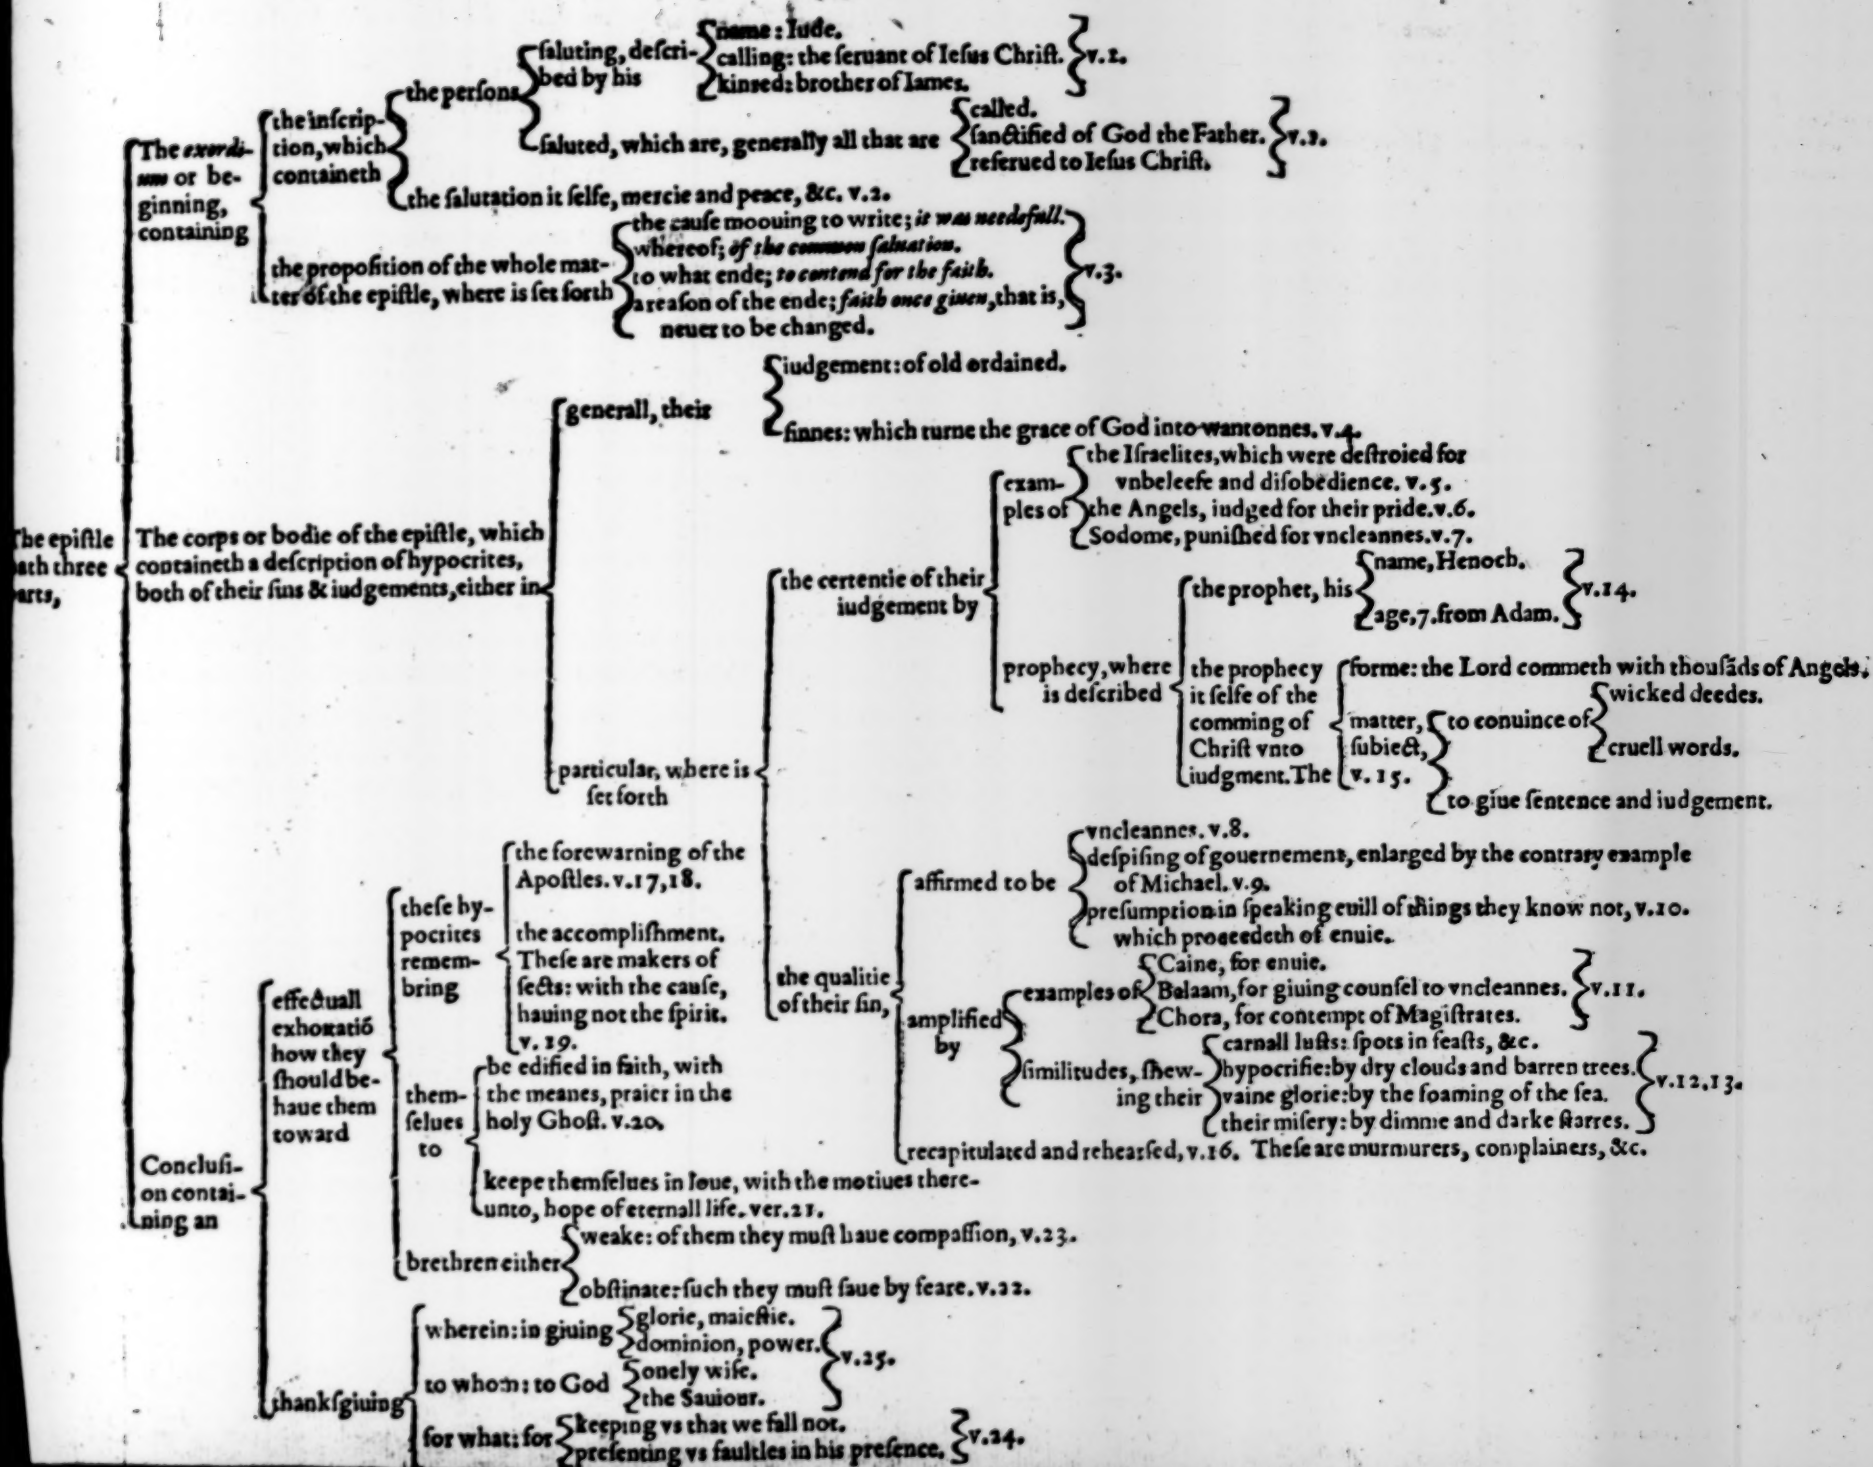 The epistle
hath three
parts,
The exordi-
um or be-
ginning,
containing
the inſcrip-
tion, which
containeth
the perſons
ſaluting, deſcri-
bed by his
name: Iude.
calling: the ſeruant of Ieſus Chriſt.
kinred: brother of Iames.
v.1.
ſaluted, which are, generally all that are
called.
ſanctified of God the Father.
reſerued to Ieſus Chriſt.
v.1.
the ſalutation it ſelfe, mercie and peace, &c. v.2.
the propoſition of the whole mat-
ter of the epiſtle, where is ſet forth
the cauſe moouing to write; it was needefull.
whereof; of the common ſaluation.
to what ende; to contend for the faith.
a reaſon of the ende; faith once giuen, that is,
neuer to be changed.
v.3.
The corps or bodie of the epiſtle, which
containeth a deſcription of hypocrites,
both of their ſins & iudgements, either in
generall, their
iudgement: of old ordained.
ſinnes: which turne the grace of God into wantonnes. v.4.
particular, where is
ſet forth
the certentie of their
iudgement by
exam-
ples of
the Iſraelites, which were deſtroied for
vnbeleefe and diſobedience. v.5.
the Angels, iudged for their pride. v.6.
Sodome, puniſhed for vncleannes. v.7.
prophecy, where
is deſcribed
the prophet, his
name, Henoch.
age, 7. from Adam.
v.14.
the prophecy
it ſelfe of the
comming of
Chriſt vnto
iudgment. The
forme: the Lord commeth with thouſãds of Angels.
matter,
ſubiect,
v. 15.
to conuince of
wicked deedes.
cruell words.
to giue ſentence and iudgement.
the qualitie
of their ſin,
affirmed to be
vncleannes. v.8.
deſpiſing of gouernement, enlarged by the contrary example
of Michael. v.9.
preſumption in ſpeaking euill of things they know not, v.10.
which proceedeth of enuie.
amplified
by
examples of
Caine, for enuie.
Balaam, for giuing counſel to vncleannes.
Chora, for contempt of Magiſtrates.
v.11.
ſimilitudes, ſhew-
ing their
carnall luſts: ſpots in feaſts, &c.
hypocriſie: by dry clouds and barren trees.
vaine glorie: by the foaming of the ſea.
their miſery: by dimme and darke ſtarres.
v.12,13.
recapitulated and rehearſed, v.16. Theſe are murmurers, complainers, &c.
Concluſi-
on contai-
ning an
effectuall
exhortatiõ
how they
ſhould be-
haue them
toward
theſe hy-
pocrites
remem-
bring
the forewarning of the
Apoſtles. v.17,18.
the accompliſhment.
Theſe are makers of
ſects: with the cauſe,
hauing not the ſpirit.
v. 19.
them-
ſelues
to
be edified in faith, with
the meanes, praier in the
holy Ghoſt. v.20.
keepe themſelues in loue, with the motiues there-
unto, hope of eternall life. ver.21.
brethren either
weake: of them they muſt haue compaſſion, v.23.
obſtinate: ſuch they muſt ſaue by feare. v.22.
thankſgiuing
wherein: in giuing
glorie, maieſtie.
dominion, power.
to whom: to God
onely wiſe.
the Sauiour.
v.25.
for what: for
keeping vs that we fall not.
preſenting vs faultles in his preſence.
v.24.